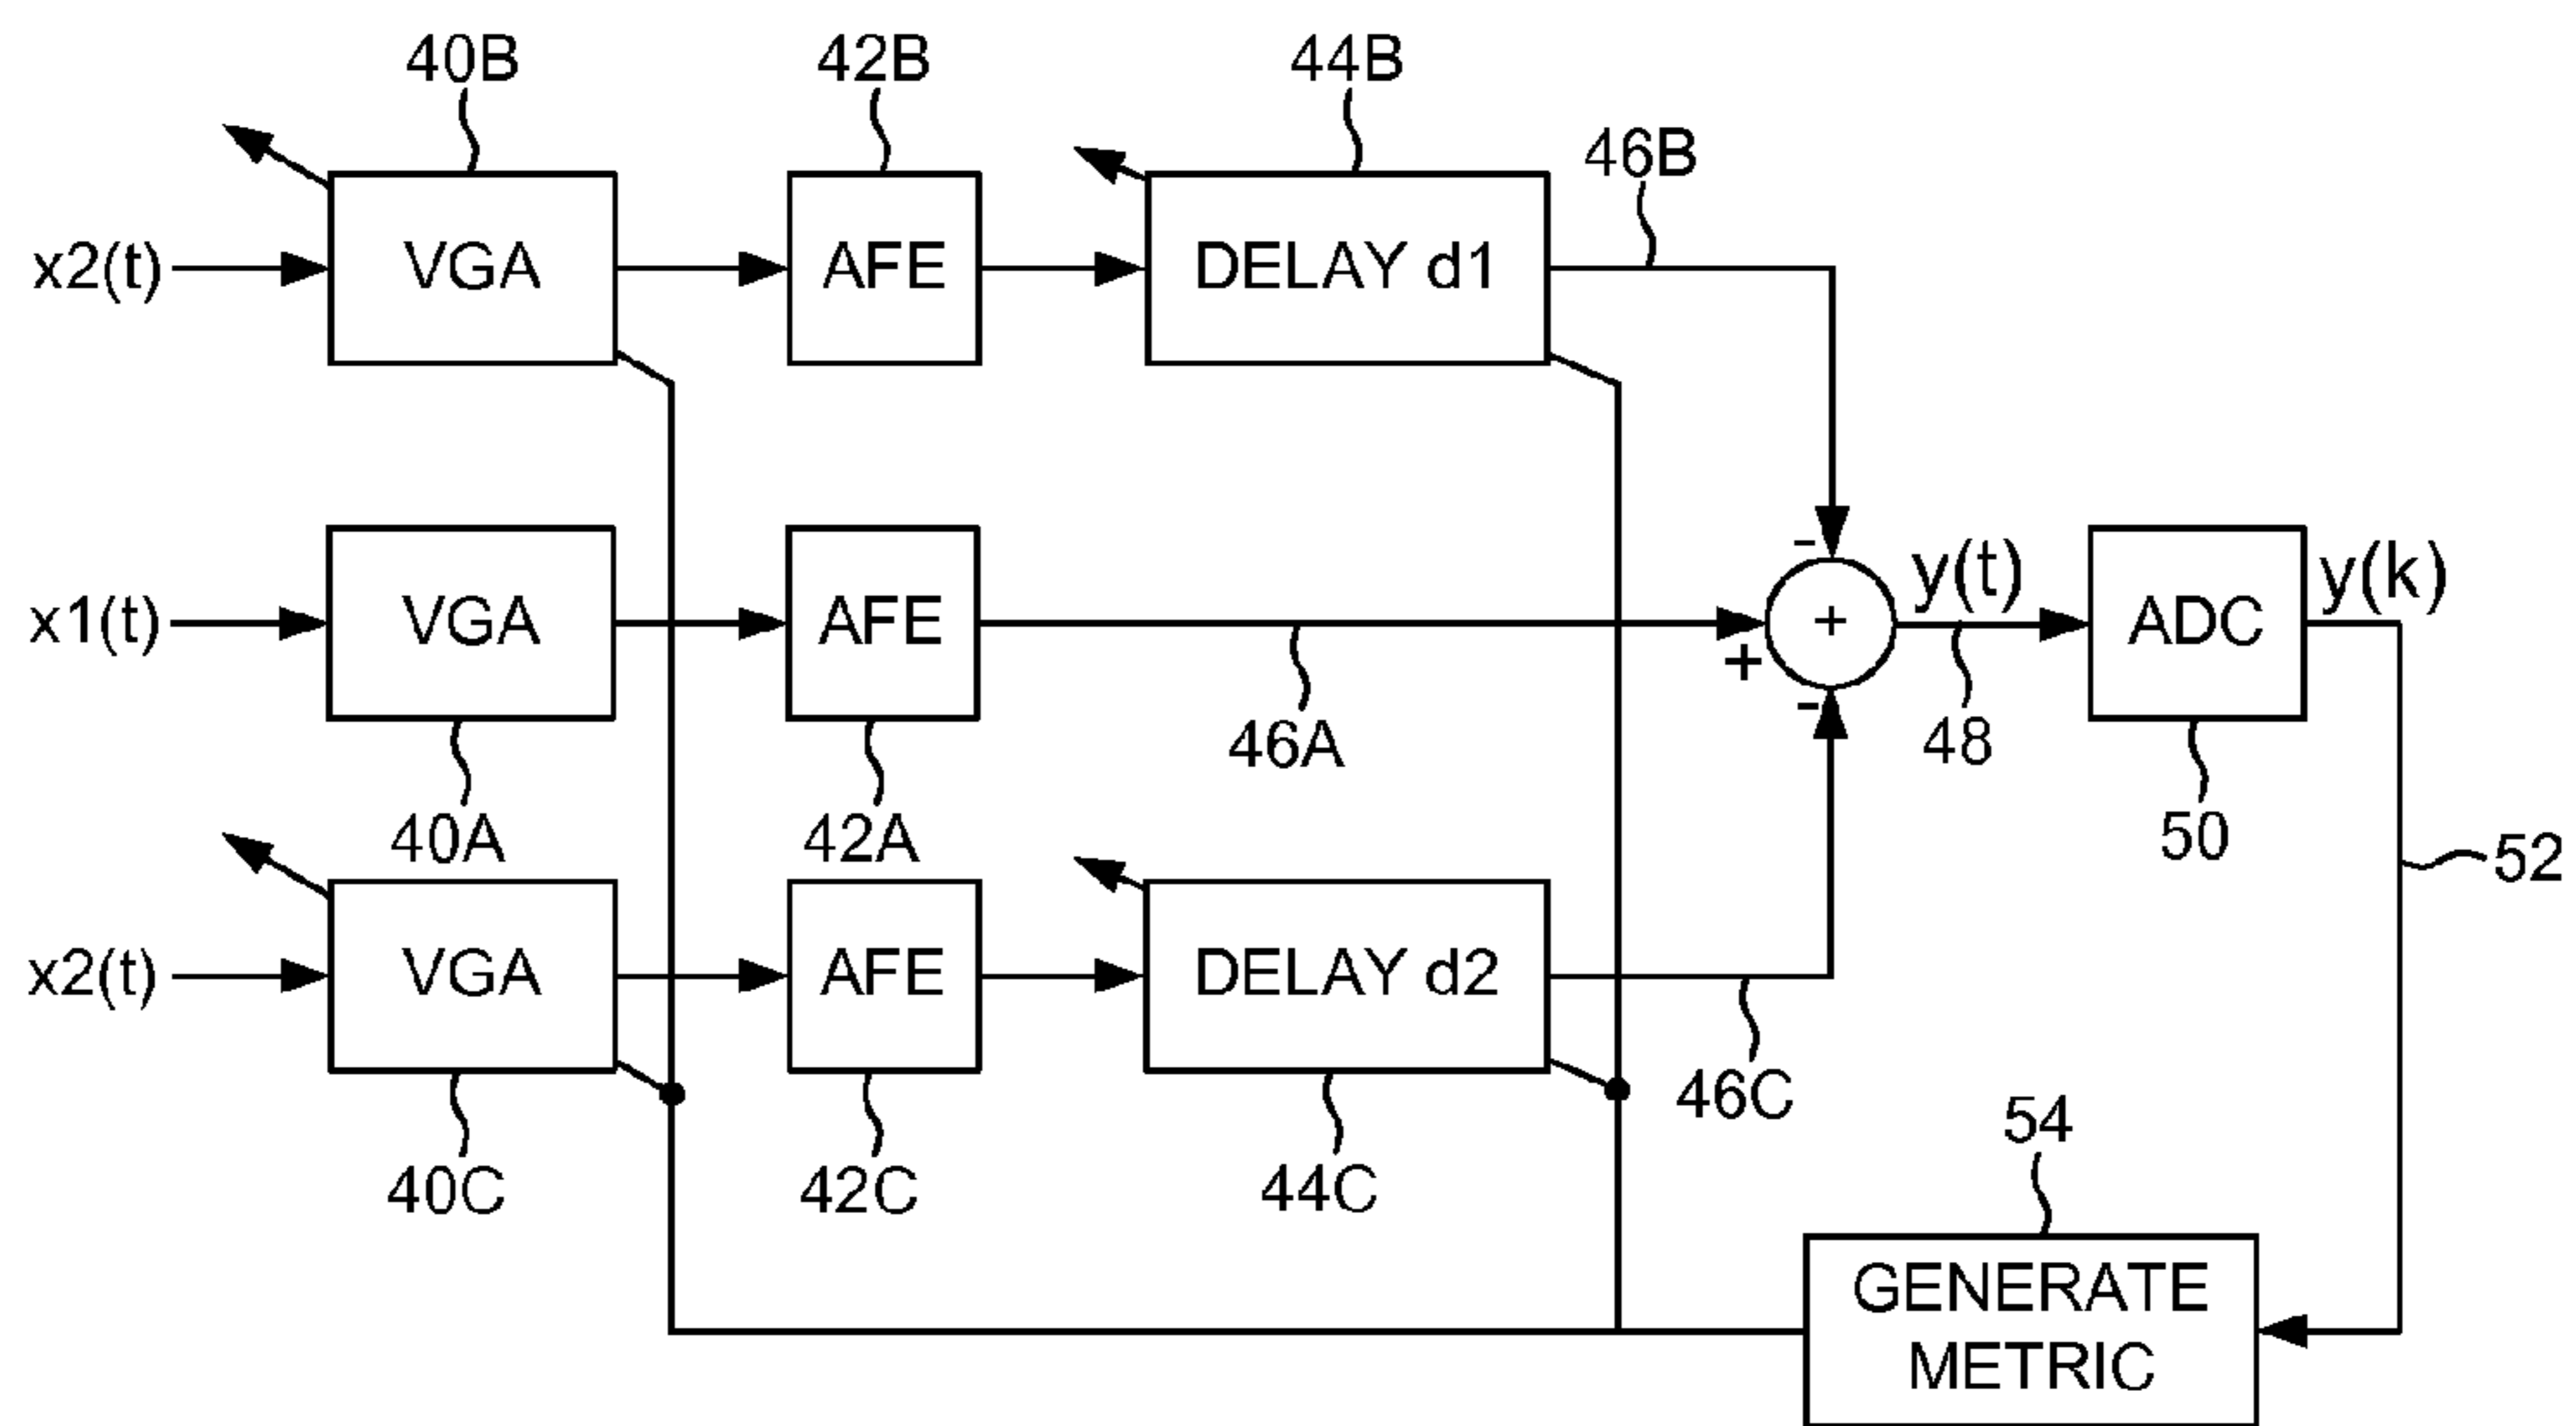 40B
42B
44B
46B
x2(t)
VGA
AFE
DELAY d1
-
x1(t)
VGA
AFE
+
+
y(t)
ADC
y(k)
46A
-
48
40A
42A
50
52
x2(t)
VGA
AFE
DELAY d2
46C
40C
42C
44C
54
GENERATE
METRIC